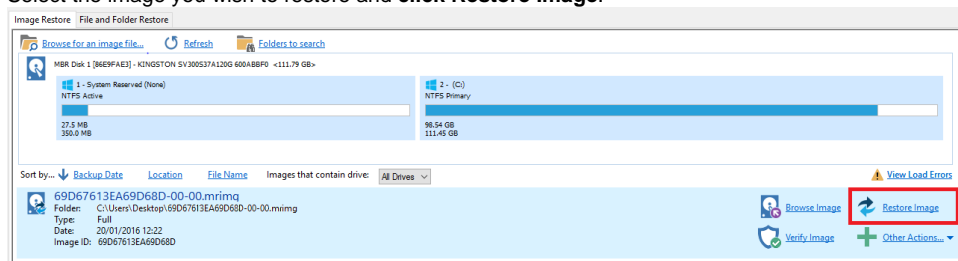 Select the image you wish to restore and click Restore Image.
Image Restore File and Folder Restore
Browse for an image file... Refresh Folders to search
MBR Disk 1 [86E9FAE3] - KINGSTON SV300S37A120G 600ABBF0 <111.79 GB>
1 - System Reserved (None) 2 - (C:)
NTFS Active NTFS Primary
27.5 MB 98.54 GB
350.0 MB 111.45 GB
Sort by... Backup Date Location File Name Images that contain drive: All Drives View Load Errors
69D67613EA69D68D-00-00.mrimg
Folder: C:\Users\Desktop\69D67613EA69D68D-00-00.mrimg Browse Image Restore Image
Type: Full
Date: 20/01/2016 12:22
Image ID: 69D67613EA69D68D Verify Image Other Actions...